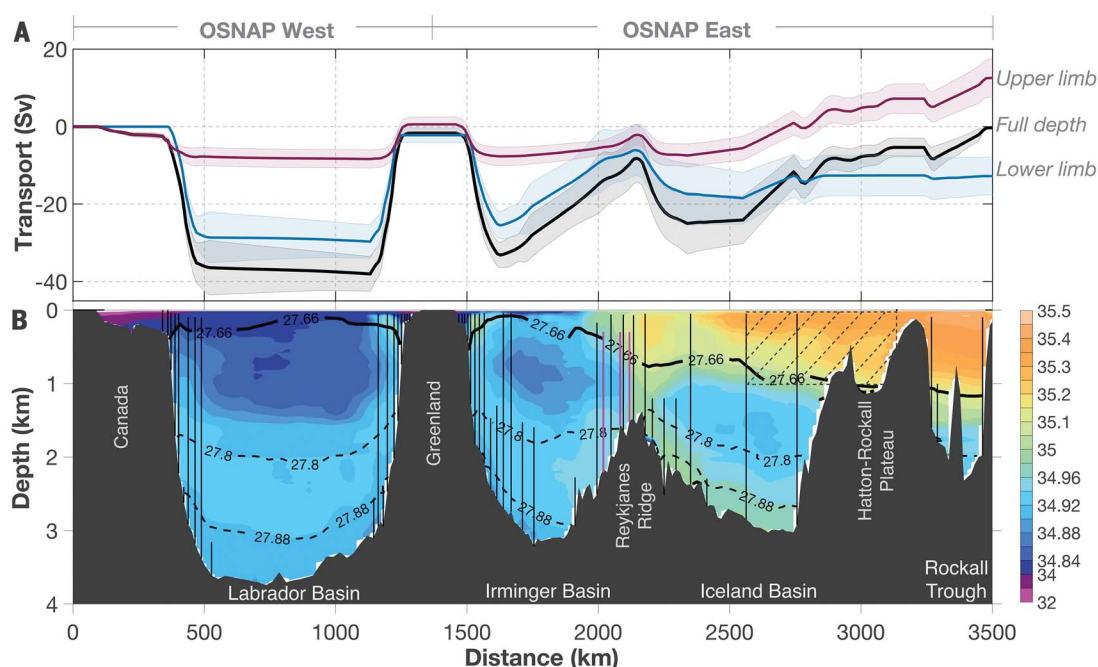 A
OSNAP West
OSNAP East
20
0
-20
-40
Transport (Sv)
Upper limb
Full depth
Lower limb
B
0
1
2
3
4
Depth (km)
27.66
27.66
27.66
27.66
27.66
27.8
27.8
27.8
27.8
27.88
27.88
27.88
Canada
Greenland
Reykjanes
Ridge
Hatton-Rockall
Plateau
Rockall
Trough
Labrador Basin
Irminger Basin
Iceland Basin
0
500
1000
1500
2000
2500
3000
3500
Distance (km)
35.5
35.4
35.3
35.2
35.1
35
34.96
34.92
34.88
34.84
34
32